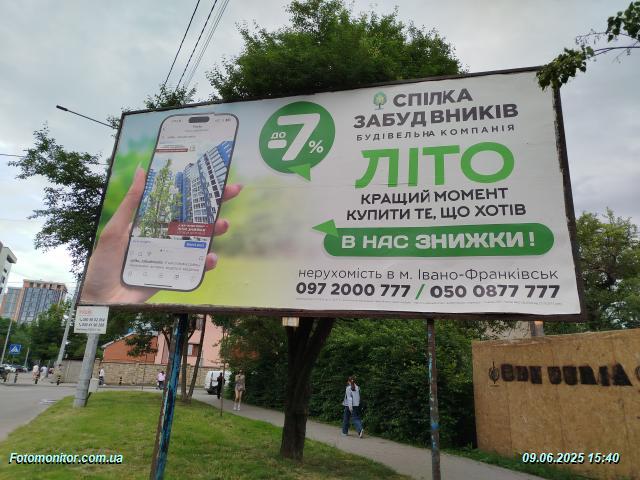 СПІЛКА
ЗАБУДВНИКІВ
БУДІВЕЛЬНА КОМПАНІЯ
ДО
-7%
ЛІТО
КРАЩИЙ МОМЕНТ
КУПИТИ ТЕ, ЩО ХОТІВ
В НАС ЗНИЖКИ!
нерухомість в м. Івано-Франківськ
097 2000 777 / 050 0877 777
Fotomonitor.com.ua
09.06.2025 15:40